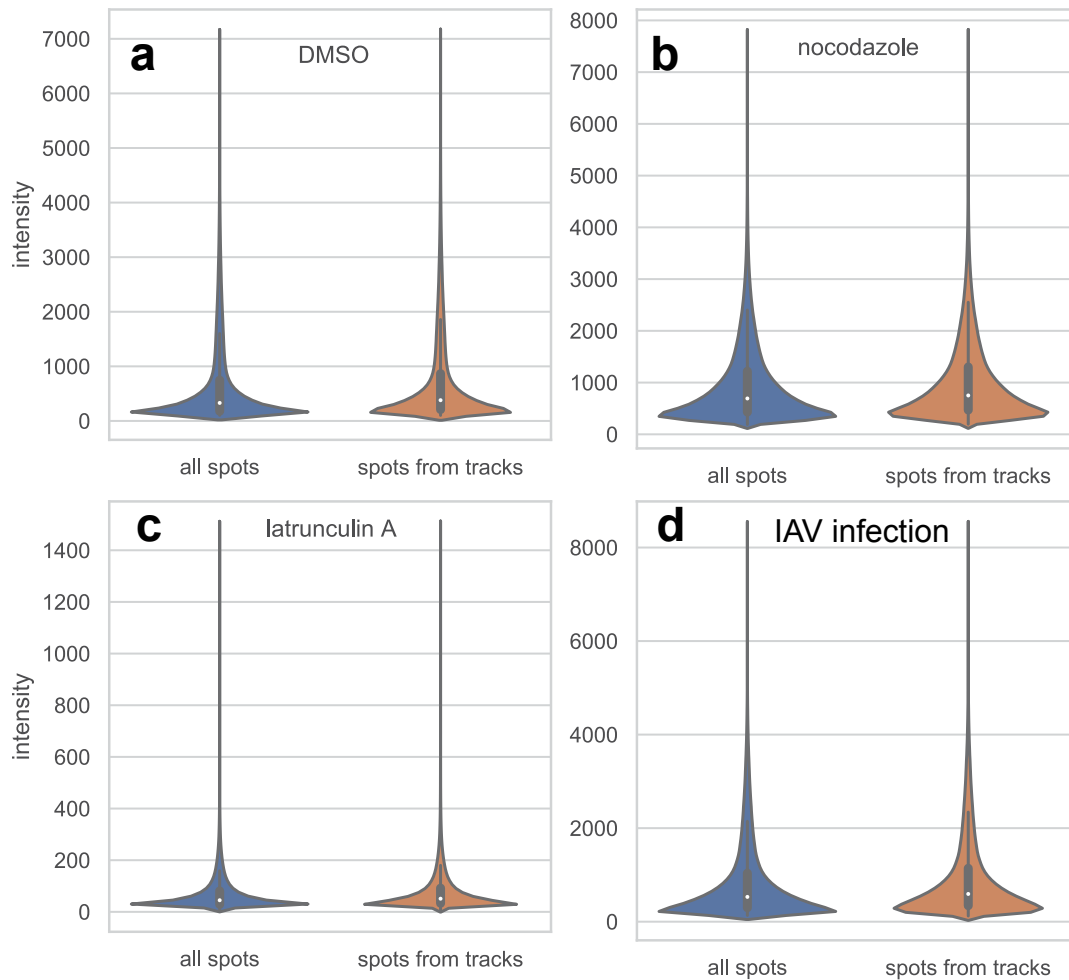 a
DMSO
7000
6000
5000
4000
3000
2000
1000
0
intensity
all spots
spots from tracks
b
nocodazole
8000
7000
6000
5000
4000
3000
2000
1000
0
all spots
spots from tracks
c
latrunculin A
1400
1200
1000
800
600
400
200
0
intensity
all spots
spots from tracks
d
IAV infection
8000
6000
4000
2000
0
all spots
spots from tracks